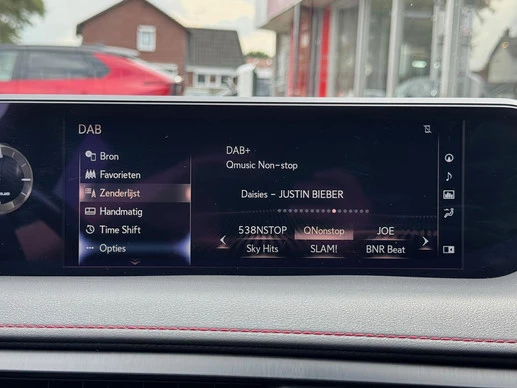 DAB
Bron
Favorieten
Zenderlijst
Handmatig
Time Shift
Opties
DAB+
Qmusic Non-stop
Daisies - JUSTIN BIEBER
538NSTOP QNonstop JOE
Sky Hits SLAM! BNR Beat